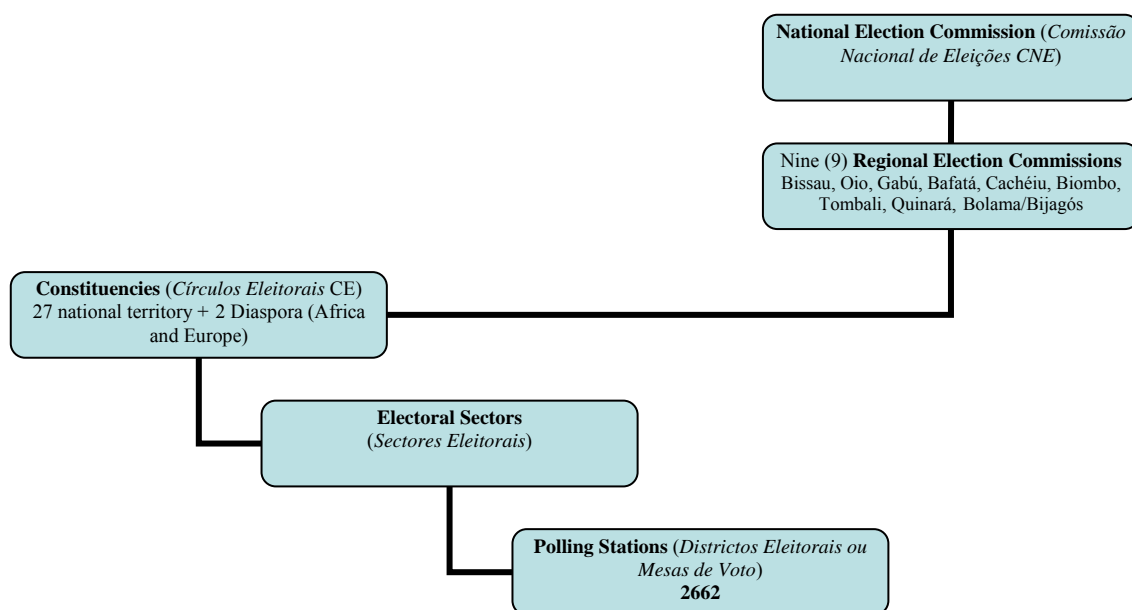 National Election Commission (Comissão
Nacional de Eleições CNE)
Nine (9) Regional Election Commissions
Bissau, Oio, Gabú, Bafatá, Cachéiu, Biombo,
Tombali, Quinará, Bolama/Bijagós
Constituencies (Círculos Eleitorais CE)
27 national territory + 2 Diaspora (Africa
and Europe)
Electoral Sectors
(Sectores Eleitorais)
Polling Stations (Districtos Eleitorais ou
Mesas de Voto)
2662